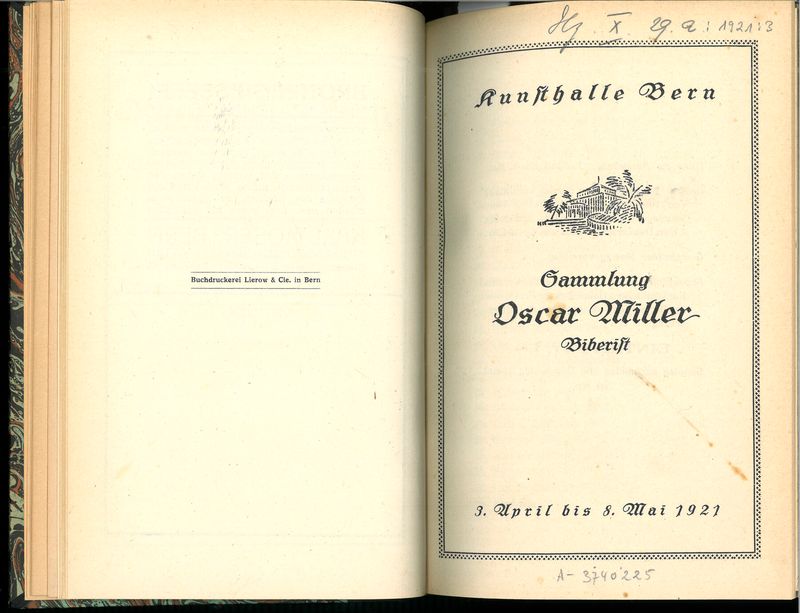 Buchdruckerei Lierow & Cie. in Bern
X 29 a : 1921 : 3
Kunsthalle Bern
Sammlung
Oscar Miller
Biberist
3. April bis 8. Mai 1921
A-3740225